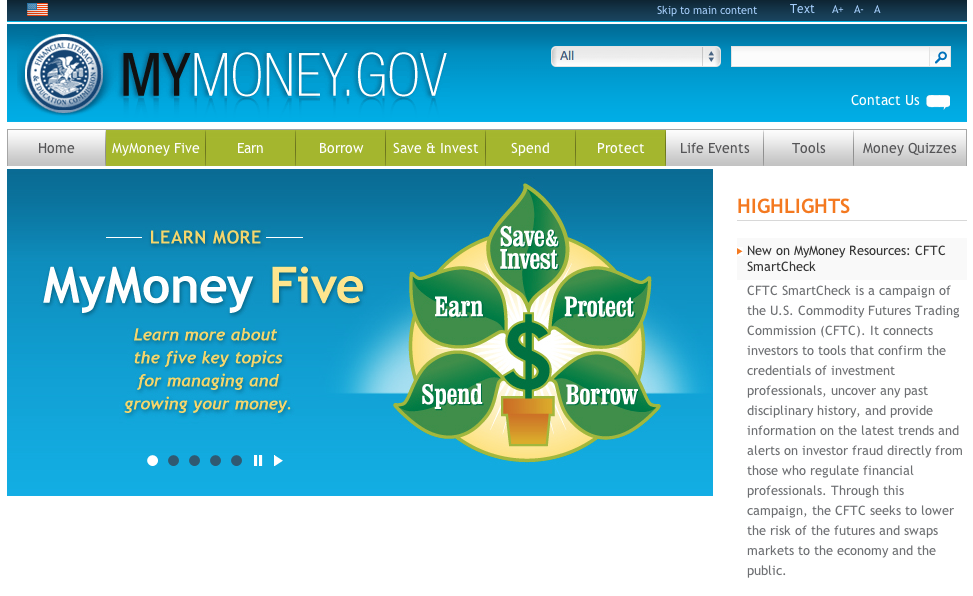 Skip to main content
Text A+ A- A
FINANCIAL LITERACY
& EDUCATION COMMISSION
MYMONEY.GOV
All
Contact Us
Home MyMoney Five Earn Borrow Save & Invest Spend Protect Life Events Tools Money Quizzes
LEARN MORE
MyMoney Five
Learn more about
the five key topics
for managing and
growing your money.
Save&
Invest
Earn
Protect
$
Spend
Borrow
HIGHLIGHTS
New on MyMoney Resources: CFTC
SmartCheck
CFTC SmartCheck is a campaign of
the U.S. Commodity Futures Trading
Commission (CFTC). It connects
investors to tools that confirm the
credentials of investment
professionals, uncover any past
disciplinary history, and provide
information on the latest trends and
alerts on investor fraud directly from
those who regulate financial
professionals. Through this
campaign, the CFTC seeks to lower
the risk of the futures and swaps
markets to the economy and the
public.